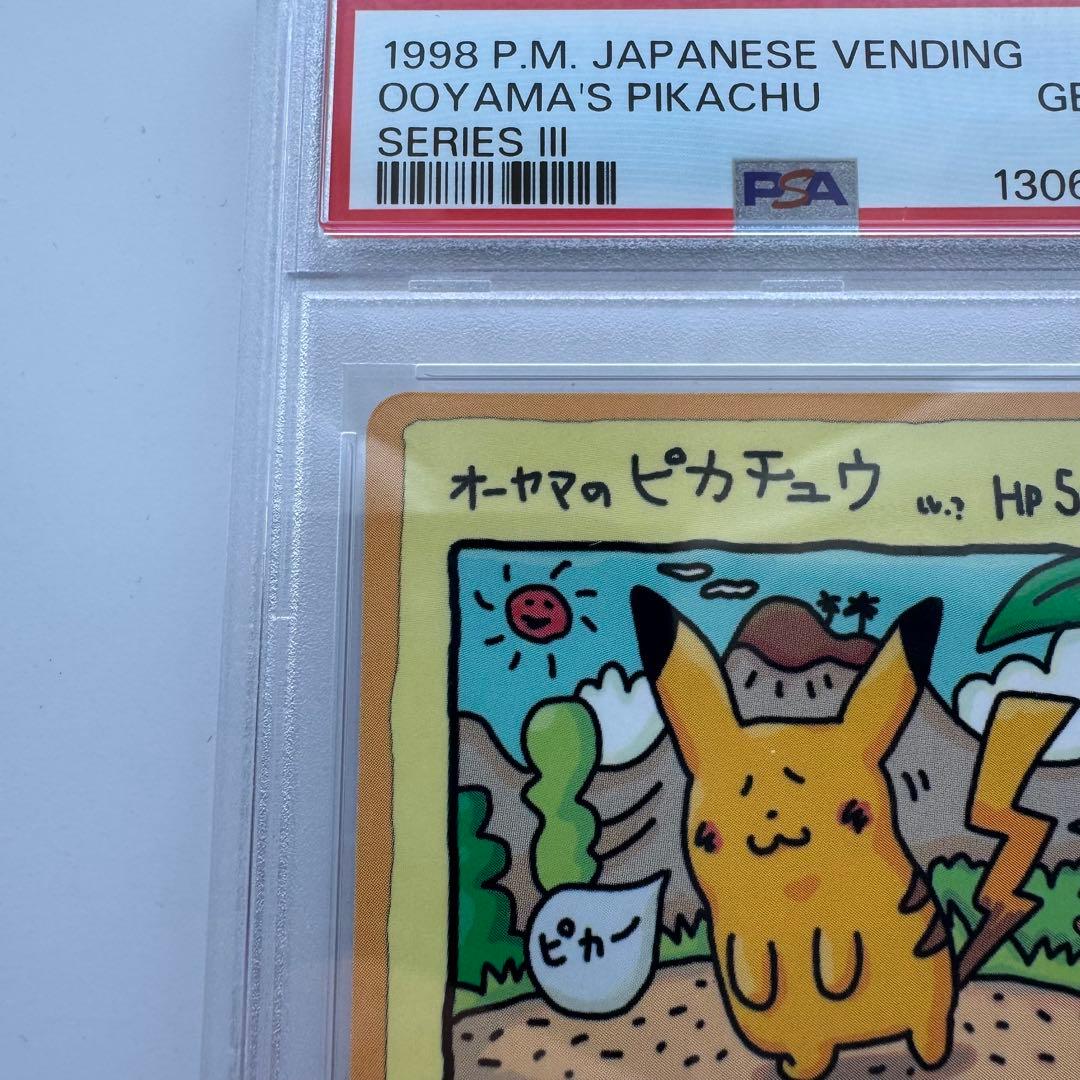 1998 P.M. JAPANESE VENDING
OOYAMA'S PIKACHU GE
SERIES III
PSA 1306
オーヤマの ピカチュウ LV.? HP 5
ピカー